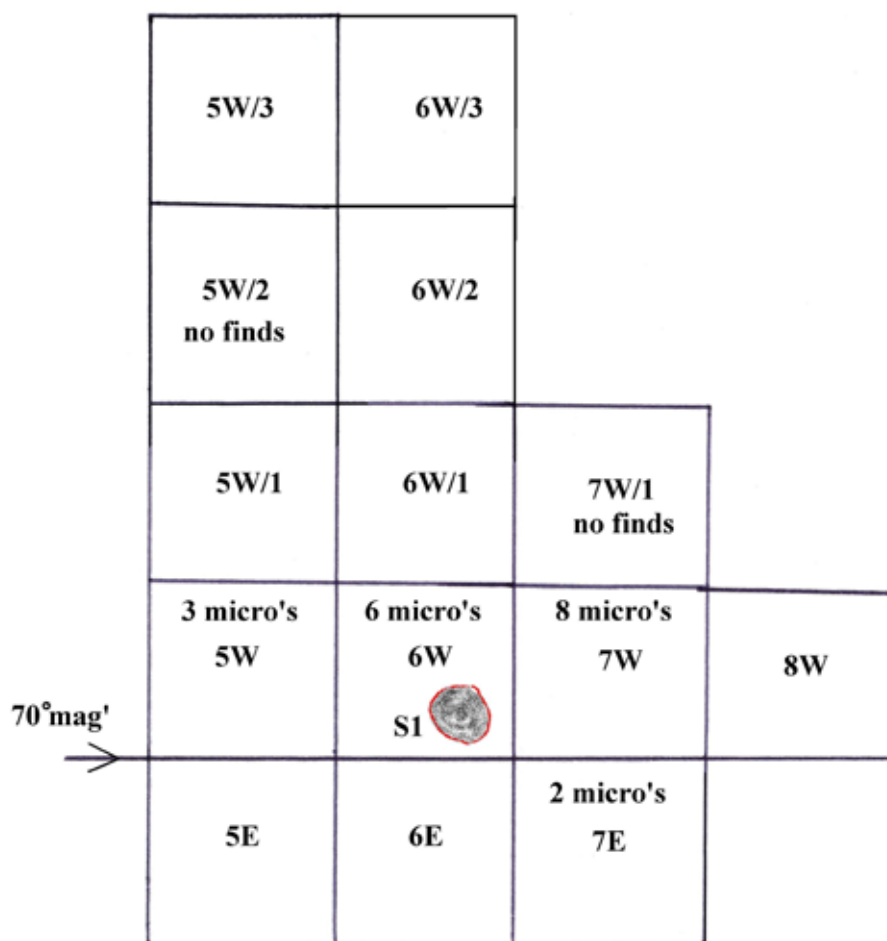 5W/3
6W/3
5W/2
no finds
6W/2
5W/1
6W/1
7W/1
no finds
3 micro's
5W
6 micro's
6W
8 micro's
7W
8W
S1
70°mag'
5E
6E
2 micro's
7E